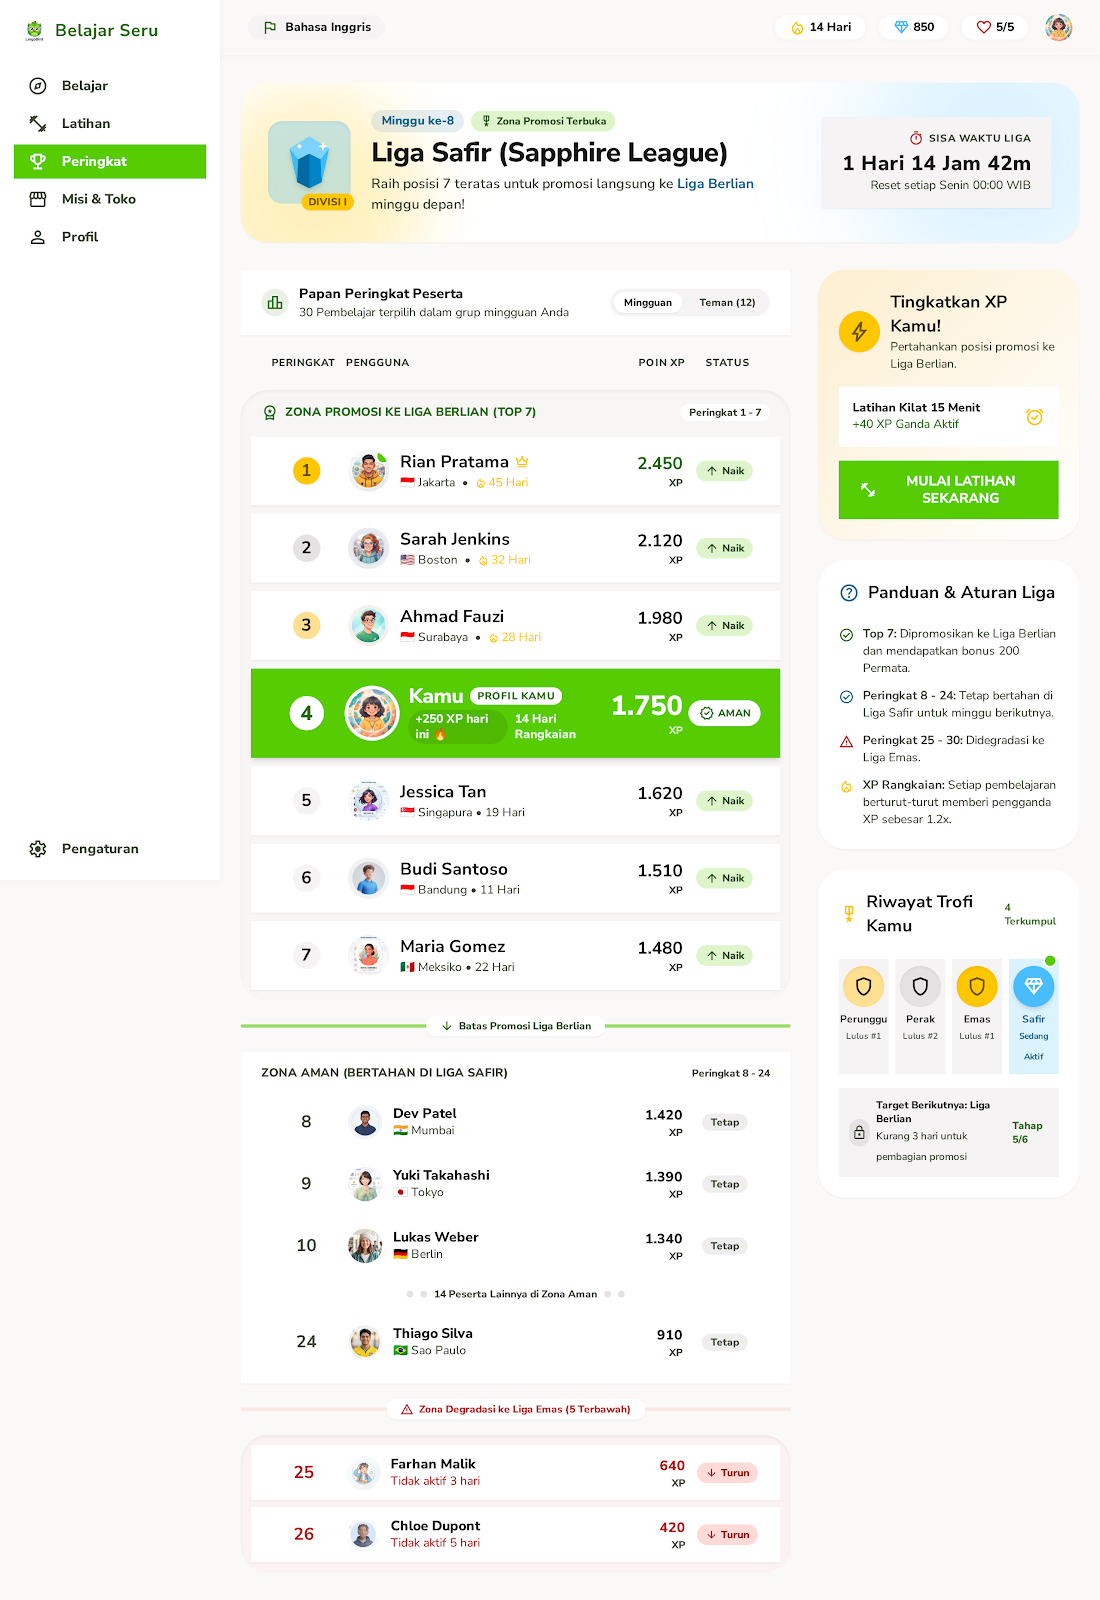 Belajar Seru
Belajar
Latihan
Peringkat
Misi & Toko
Profil
Pengaturan
Bahasa Inggris
14 Hari
850
5/5
Minggu ke-8
Zona Promosi Terbuka
Liga Safir (Sapphire League)
Raih posisi 7 teratas untuk promosi langsung ke Liga Berlian
minggu depan!
DIVISI I
SISA WAKTU LIGA
1 Hari 14 Jam 42m
Reset setiap Senin 00:00 WIB
Papan Peringkat Peserta
30 Pembelajar terpilih dalam grup mingguan Anda
Mingguan
Teman (12)
PERINGKAT PENGGUNA POIN XP STATUS
ZONA PROMOSI KE LIGA BERLIAN (TOP 7)
Peringkat 1 - 7
1
Rian Pratama
Jakarta • 45 Hari
2.450
XP
Naik
2
Sarah Jenkins
Boston • 32 Hari
2.120
XP
Naik
3
Ahmad Fauzi
Surabaya • 28 Hari
1.980
XP
Naik
4
Kamu
PROFIL KAMU
+250 XP hari
ini 🔥
14 Hari
Rangkaian
1.750
XP
AMAN
5
Jessica Tan
Singapura • 19 Hari
1.620
XP
Naik
6
Budi Santoso
Bandung • 11 Hari
1.510
XP
Naik
7
Maria Gomez
Meksiko • 22 Hari
1.480
XP
Naik
Batas Promosi Liga Berlian
ZONA AMAN (BERTAHAN DI LIGA SAFIR)
Peringkat 8 - 24
8
Dev Patel
Mumbai
1.420
XP
Tetap
9
Yuki Takahashi
Tokyo
1.390
XP
Tetap
10
Lukas Weber
Berlin
1.340
XP
Tetap
14 Peserta Lainnya di Zona Aman
24
Thiago Silva
Sao Paulo
910
XP
Tetap
Zona Degradasi ke Liga Emas (5 Terbawah)
25
Farhan Malik
Tidak aktif 3 hari
640
XP
Turun
26
Chloe Dupont
Tidak aktif 5 hari
420
XP
Turun
Tingkatkan XP
Kamu!
Pertahankan posisi promosi ke
Liga Berlian.
Latihan Kilat 15 Menit
+40 XP Ganda Aktif
MULAI LATIHAN
SEKARANG
Panduan & Aturan Liga
Top 7: Dipromosikan ke Liga Berlian
dan mendapatkan bonus 200
Permata.
Peringkat 8 - 24: Tetap bertahan di
Liga Safir untuk minggu berikutnya.
Peringkat 25 - 30: Didegradasi ke
Liga Emas.
XP Rangkaian: Setiap pembelajaran
berturut-turut memberi pengganda
XP sebesar 1.2x.
Riwayat Trofi
Kamu
4
Terkumpul
Perunggu
Lulus #1
Perak
Lulus #2
Emas
Lulus #1
Safir
Sedang
Aktif
Target Berikutnya: Liga
Berlian
Kurang 3 hari untuk
pembagian promosi
Tahap
5/6